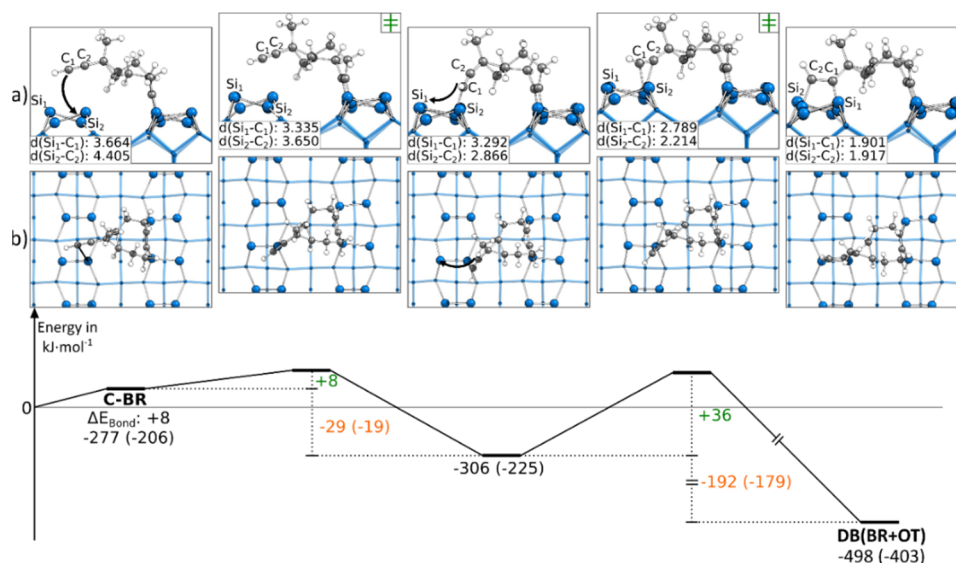 a)
C₁ C₂
Si₁
Si₂
d(Si₁-C₁): 3.664
d(Si₂-C₂): 4.405
ǂ
C₁ C₂
d(Si₁-C₁): 3.335
d(Si₂-C₂): 3.650
C₂
C₁
Si₁
Si₂
d(Si₁-C₁): 3.292
d(Si₂-C₂): 2.866
ǂ
C₁ C₂
Si₁
Si₂
d(Si₁-C₁): 2.789
d(Si₂-C₂): 2.214
C₂ C₁
Si₂
Si₁
d(Si₁-C₁): 1.901
d(Si₂-C₂): 1.917
b)
Energy in
kJ·mol⁻¹
0
C-BR
ΔE_Bond: +8
-277 (-206)
+8
-29 (-19)
-306 (-225)
+36
-192 (-179)
DB(BR+OT)
-498 (-403)